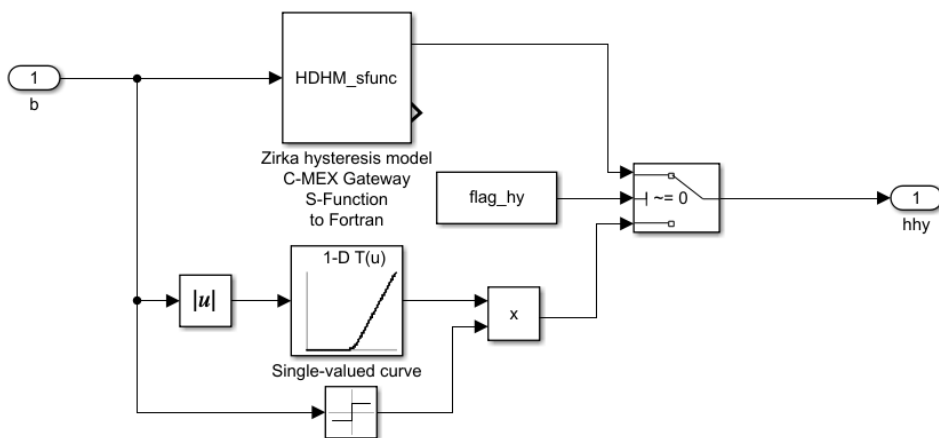 1
b
HDHM_sfunc
Zirka hysteresis model
C-MEX Gateway
S-Function
to Fortran
flag_hy
~= 0
1
hhy
|u|
1-D T(u)
Single-valued curve
x